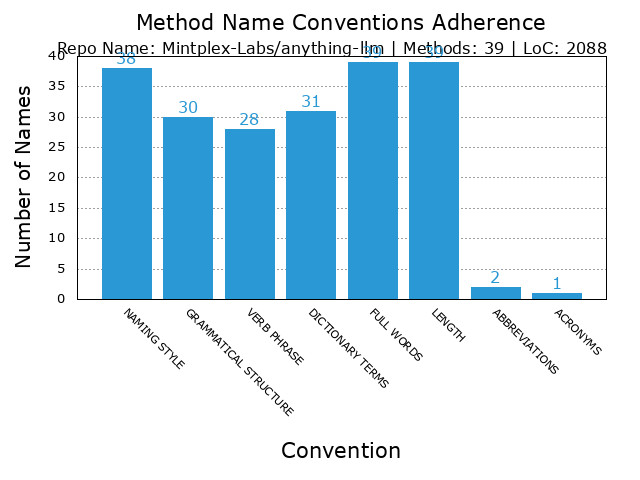 Method Name Conventions Adherence
Repo Name: Mintplex-Labs/anything-llm | Methods: 39 | LoC: 2088
Number of Names
40
35
30
25
20
15
10
5
0
38
30
28
31
39
39
2
1
NAMING STYLE
GRAMMATICAL STRUCTURE
VERB PHRASE
DICTIONARY TERMS
FULL WORDS
LENGTH
ABBREVIATIONS
ACRONYMS
Convention